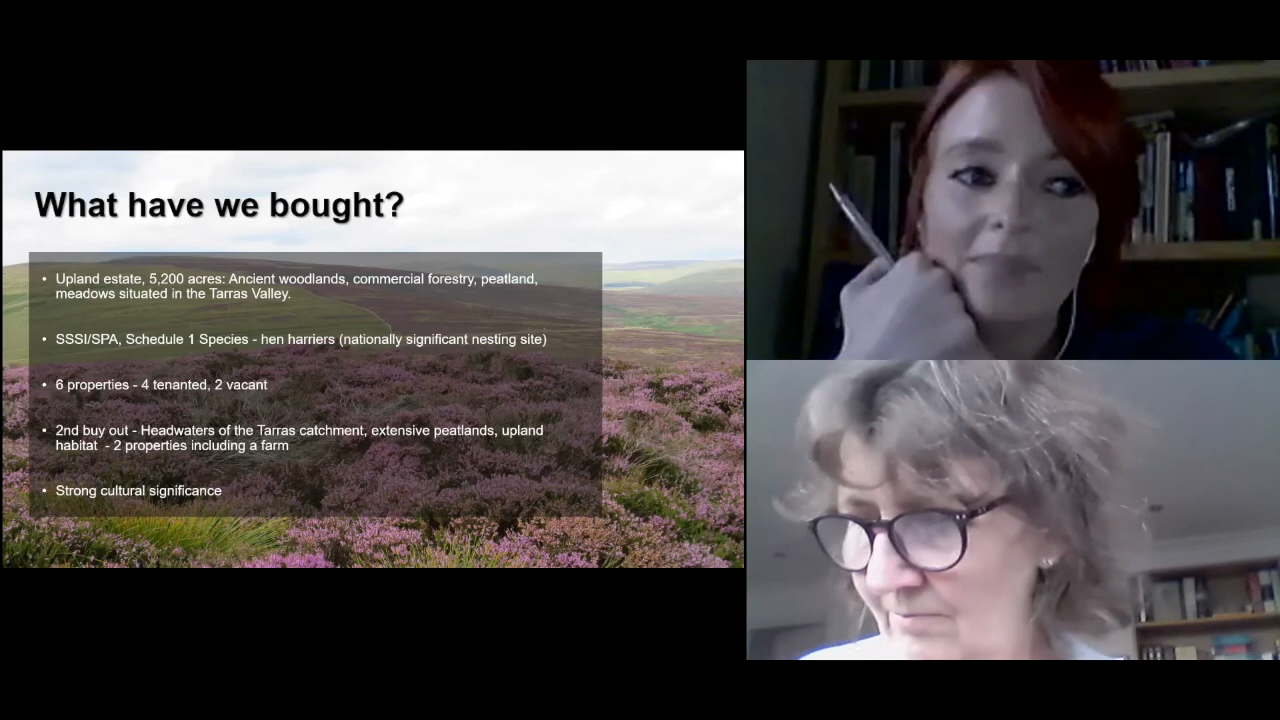 What have we bought?
• Upland estate, 5,200 acres: Ancient woodlands, commercial forestry, peatland,
meadows situated in the Tarras Valley.
• SSSI/SPA, Schedule 1 Species - hen harriers (nationally significant nesting site)
• 6 properties - 4 tenanted, 2 vacant
• 2nd buy out - Headwaters of the Tarras catchment, extensive peatlands, upland
habitat  - 2 properties including a farm
• Strong cultural significance